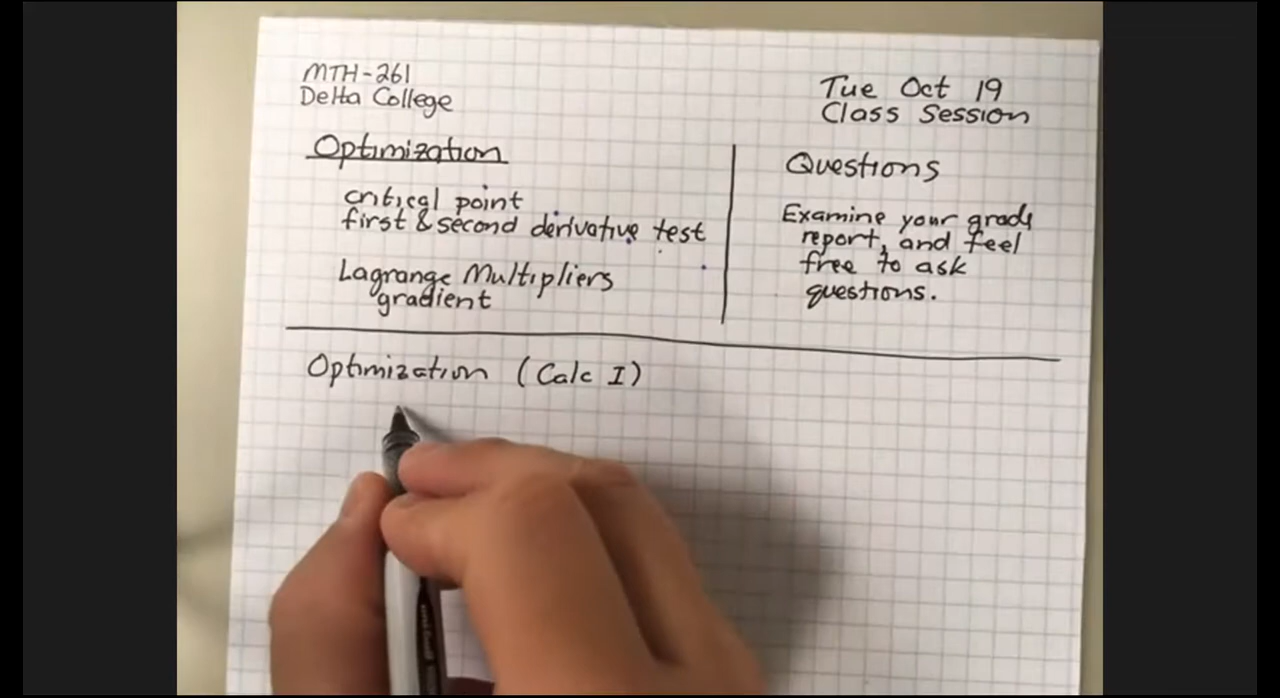 MTH-261
Delta College
Tue Oct 19
Class Session
Optimization
critical point
first & second derivative test
Lagrange Multipliers
gradient
Questions
Examine your grade
report, and feel
free to ask
questions.
Optimization (Calc I)